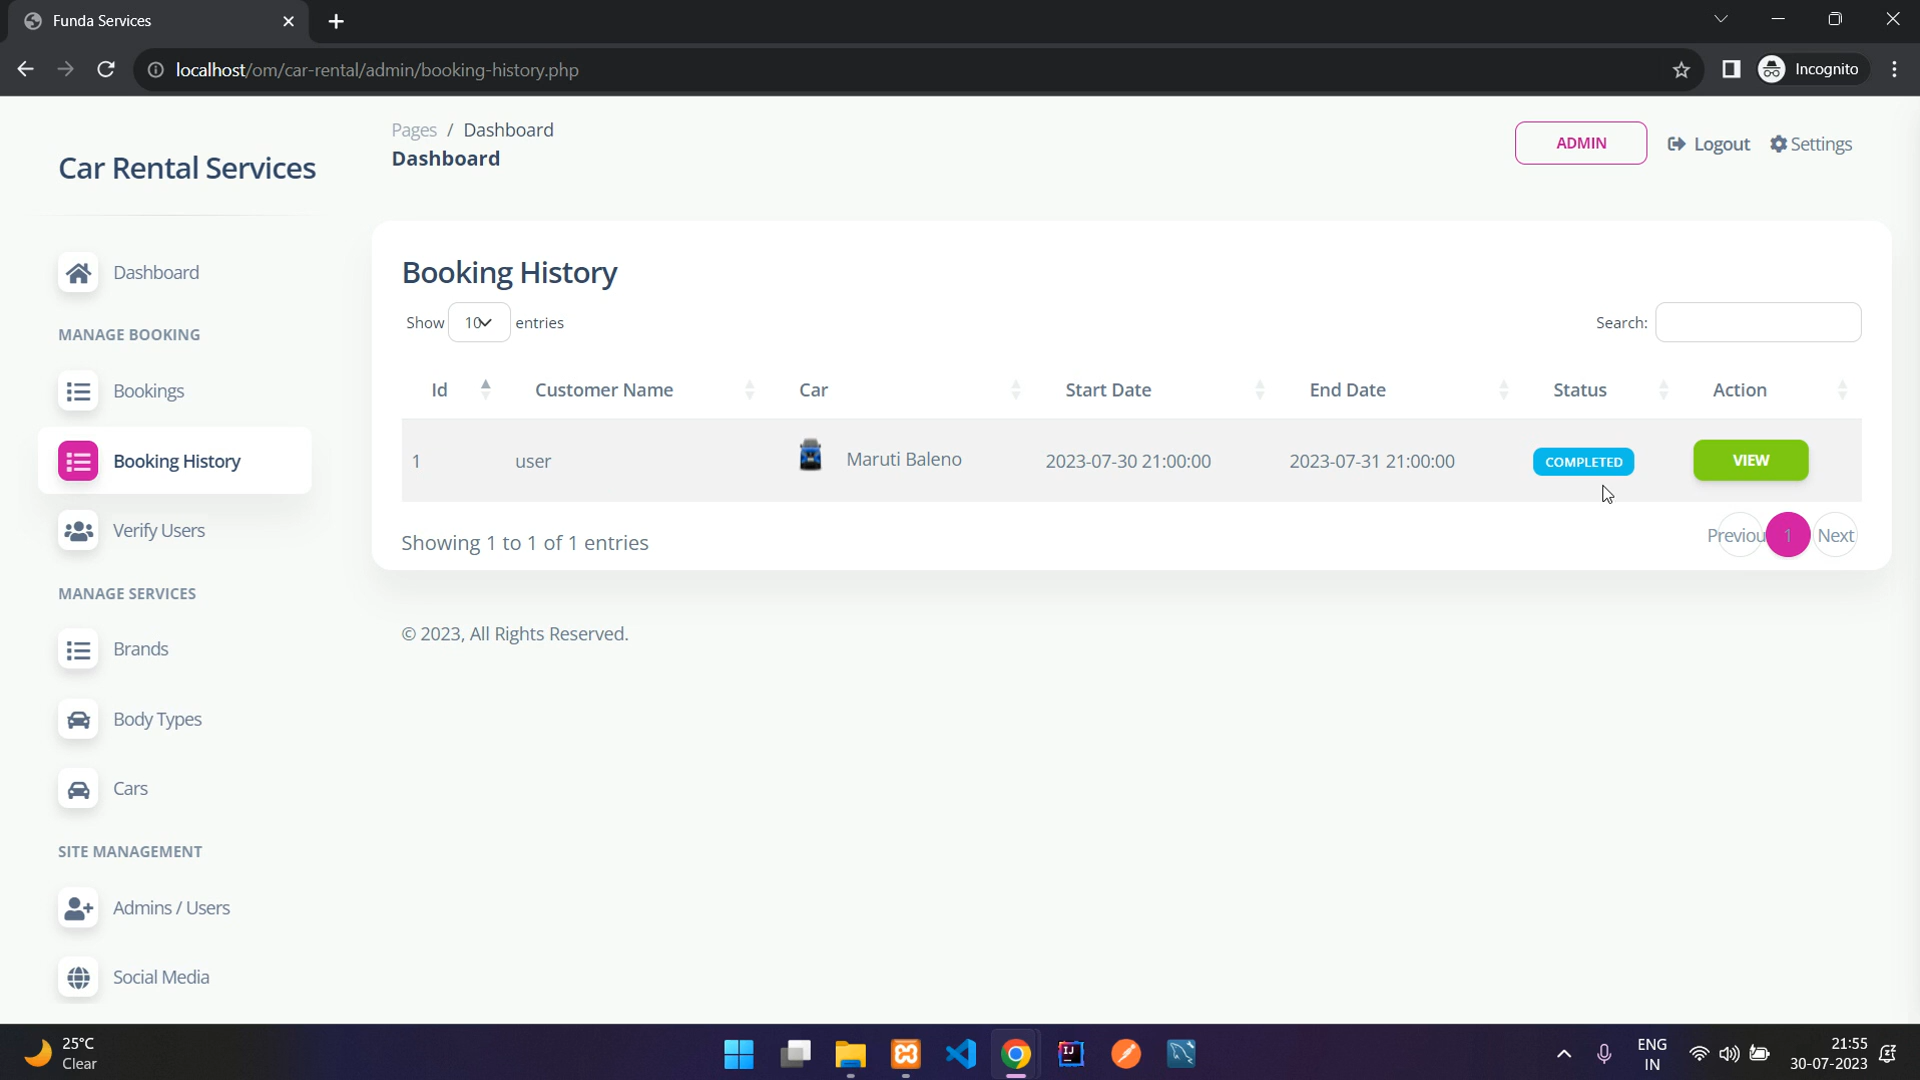 Funda Services
localhost/om/car-rental/admin/booking-history.php
Incognito
Car Rental Services
Pages / Dashboard
Dashboard
ADMIN
Logout
Settings
Dashboard
MANAGE BOOKING
Bookings
Booking History
Verify Users
MANAGE SERVICES
Brands
Body Types
Cars
SITE MANAGEMENT
Admins / Users
Social Media
Booking History
Show 10 entries
Search:
Id Customer Name Car Start Date End Date Status Action
1 user Maruti Baleno 2023-07-30 21:00:00 2023-07-31 21:00:00 COMPLETED VIEW
Showing 1 to 1 of 1 entries
Previou 1 Next
© 2023, All Rights Reserved.
25°C
Clear
IJ
ENG
IN
21:55
30-07-2023